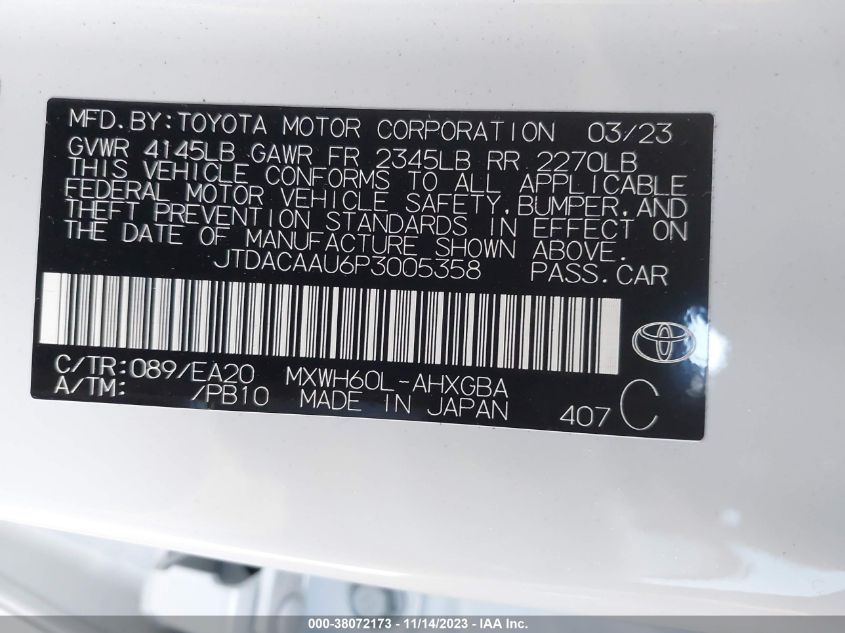 MFD. BY: TOYOTA MOTOR CORPORATION 03/23
GVWR 4145LB GAWR FR 2345LB RR 2270LB
THIS VEHICLE CONFORMS TO ALL APPLICABLE
FEDERAL MOTOR VEHICLE SAFETY, BUMPER, AND
THEFT PREVENTION STANDARDS IN EFFECT ON
THE DATE OF MANUFACTURE SHOWN ABOVE.
JTDACAAU6P3005358 PASS. CAR
C/TR: 089/EA20 MXWH60L-AHXGBA
A/TM: /PB10 MADE IN JAPAN 407 C
000-38072173 - 11/14/2023 - © IAA Inc.